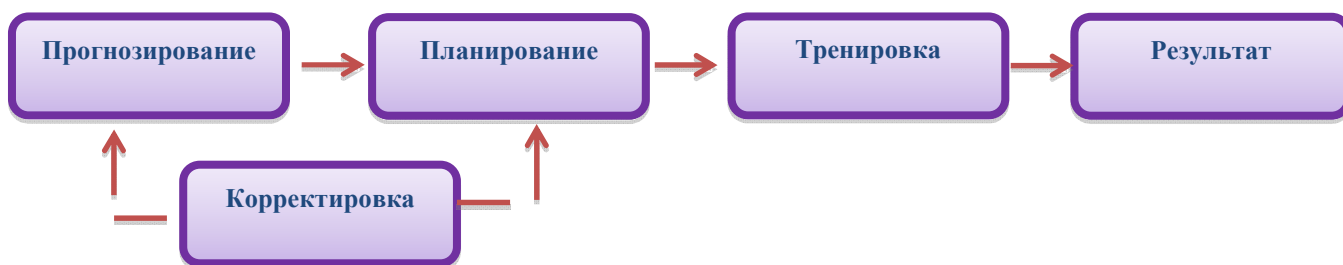 Прогнозирование
Планирование
Тренировка
Результат
Корректировка